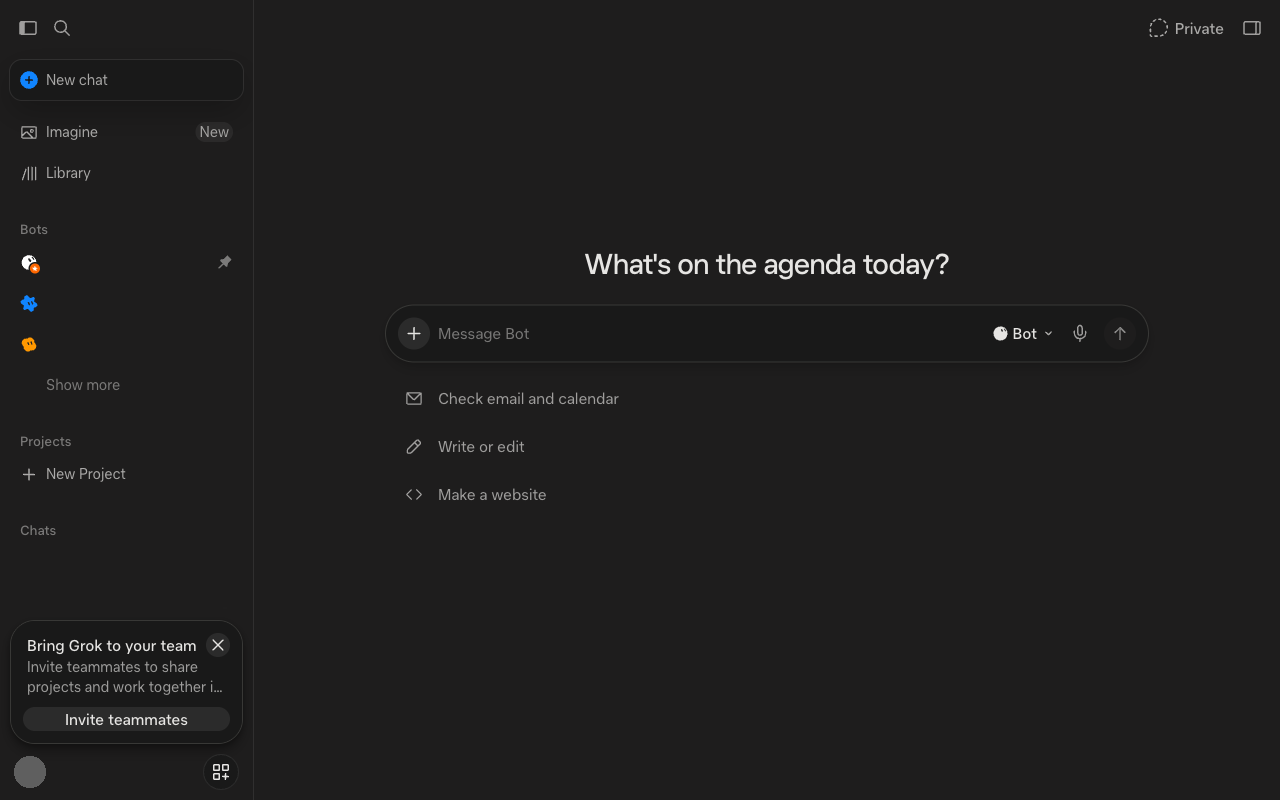 Private
New chat
Imagine
New
Library
Bots
Show more
Projects
New Project
Chats
What's on the agenda today?
Message Bot
Bot
Check email and calendar
Write or edit
Make a website
Bring Grok to your team
Invite teammates to share
projects and work together i...
Invite teammates